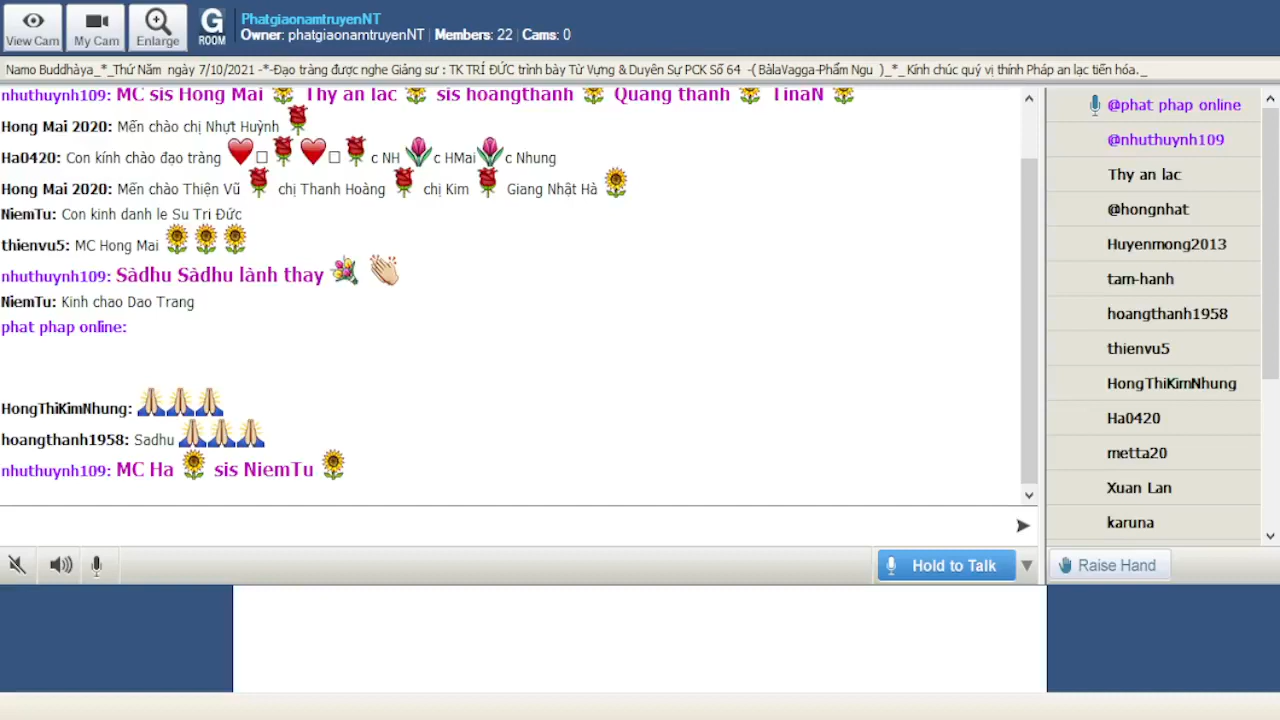 View Cam
My Cam
Enlarge
G
ROOM
PhatgiaonamtruyenNT
Owner: phatgiaonamtruyenNT | Members: 22 | Cams: 0
Namo Buddhàya_*_Thứ Năm ngày 7/10/2021 -*-Đạo tràng được nghe Giảng sư : TK TRÍ ĐỨC trình bày Từ Vựng & Duyên Sự PCK Số 64 -( BàlaVagga-Phẩm Ngu )_*_ Kính chúc quý vị thính Pháp an lạc tiến hóa._
nhuthuynh109: MC sis Hong Mai Thy an lac sis hoangthanh Quang thanh TinaN
Hong Mai 2020: Mến chào chị Nhựt Huỳnh
Ha0420: Con kính chào đạo tràng c NH c HMai c Nhung
Hong Mai 2020: Mến chào Thiện Vũ chị Thanh Hoàng chị Kim Giang Nhật Hà
NiemTu: Con kinh danh le Su Tri Đức
thienvu5: MC Hong Mai
nhuthuynh109: Sàdhu Sàdhu lành thay
NiemTu: Kinh chao Dao Trang
phat phap online:
HongThiKimNhung:
hoangthanh1958: Sadhu
nhuthuynh109: MC Ha sis NiemTu
@phat phap online
@nhuthuynh109
Thy an lac
@hongnhat
Huyenmong2013
tam-hanh
hoangthanh1958
thienvu5
HongThiKimNhung
Ha0420
metta20
Xuan Lan
karuna
Hold to Talk
Raise Hand